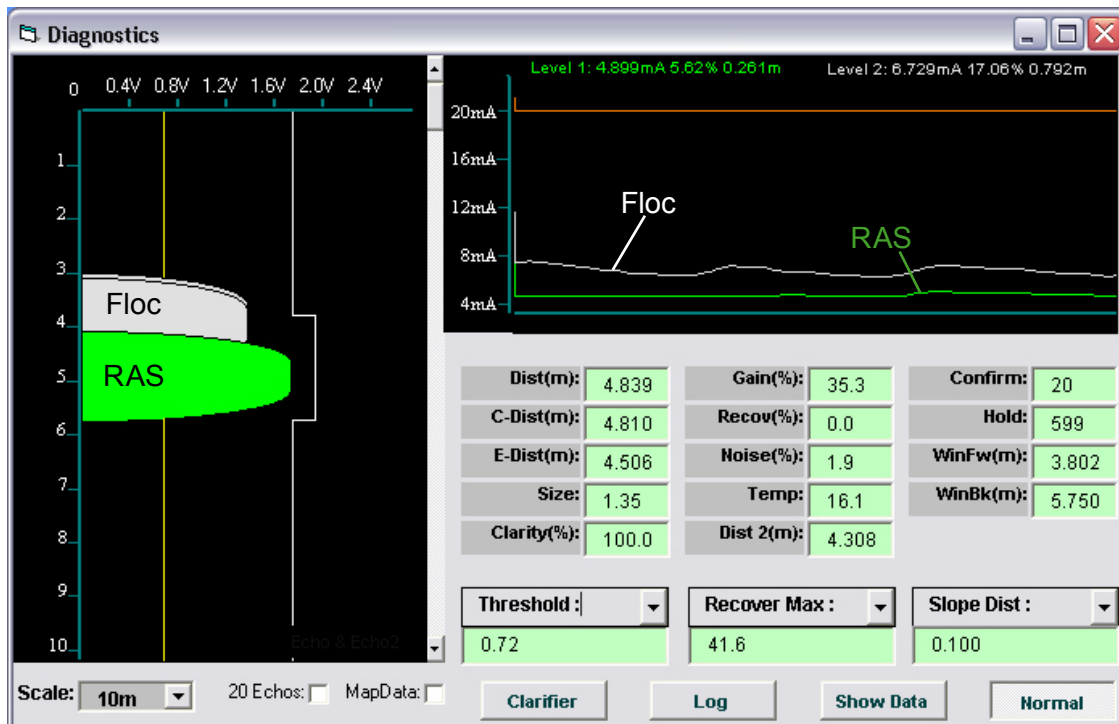 Diagnostics
0 0.4V 0.8V 1.2V 1.6V 2.0V 2.4V
1
2
3
4
5
6
7
8
9
10
Floc
RAS
Echo & Echo2
Level 1: 4.899mA 5.62% 0.261m Level 2: 6.729mA 17.06% 0.792m
20mA
16mA
12mA
8mA
4mA
Floc
RAS
Dist(m): 4.839 Gain(%): 35.3 Confirm: 20
C-Dist(m): 4.810 Recov(%): 0.0 Hold: 599
E-Dist(m): 4.506 Noise(%): 1.9 WinFw(m): 3.802
Size: 1.35 Temp: 16.1 WinBk(m): 5.750
Clarity(%): 100.0 Dist 2(m): 4.308
Threshold : Recover Max : Slope Dist :
0.72 41.6 0.100
Scale: 10m 20 Echos: MapData: Clarifier Log Show Data Normal